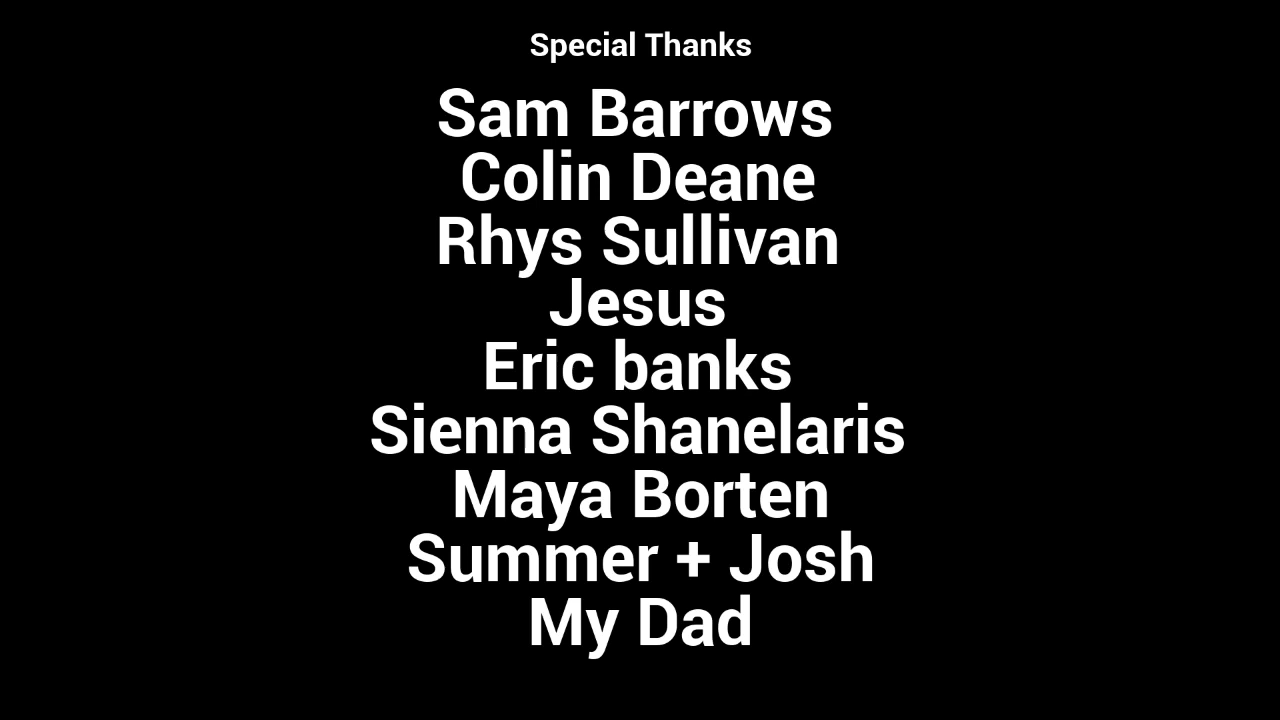 Special Thanks
Sam Barrows
Colin Deane
Rhys Sullivan
Jesus
Eric banks
Sienna Shanelaris
Maya Borten
Summer + Josh
My Dad